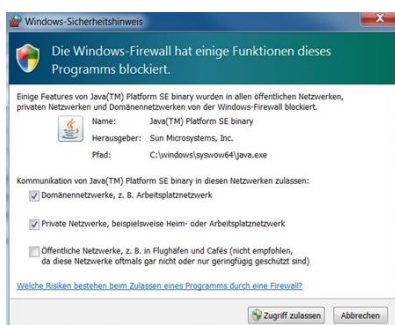 Windows-Sicherheitshinweis
Die Windows-Firewall hat einige Funktionen dieses
Programms blockiert.
Einige Features von Java(TM) Platform SE binary wurden in allen öffentlichen Netzwerken,
privaten Netzwerken und Domänennetzwerken von der Windows-Firewall blockiert.
Name: Java(TM) Platform SE binary
Herausgeber: Sun Microsystems, Inc.
Pfad: C:\windows\syswow64\java.exe
Kommunikation von Java(TM) Platform SE binary in diesen Netzwerken zulassen:
Domänennetzwerke, z. B. Arbeitsplatznetzwerk
Private Netzwerke, beispielsweise Heim- oder Arbeitsplatznetzwerk
Öffentliche Netzwerke, z. B. in Flughäfen und Cafés (nicht empfohlen,
da diese Netzwerke oftmals gar nicht oder nur geringfügig geschützt sind)
Welche Risiken bestehen beim Zulassen eines Programms durch eine Firewall?
Zugriff zulassen Abbrechen